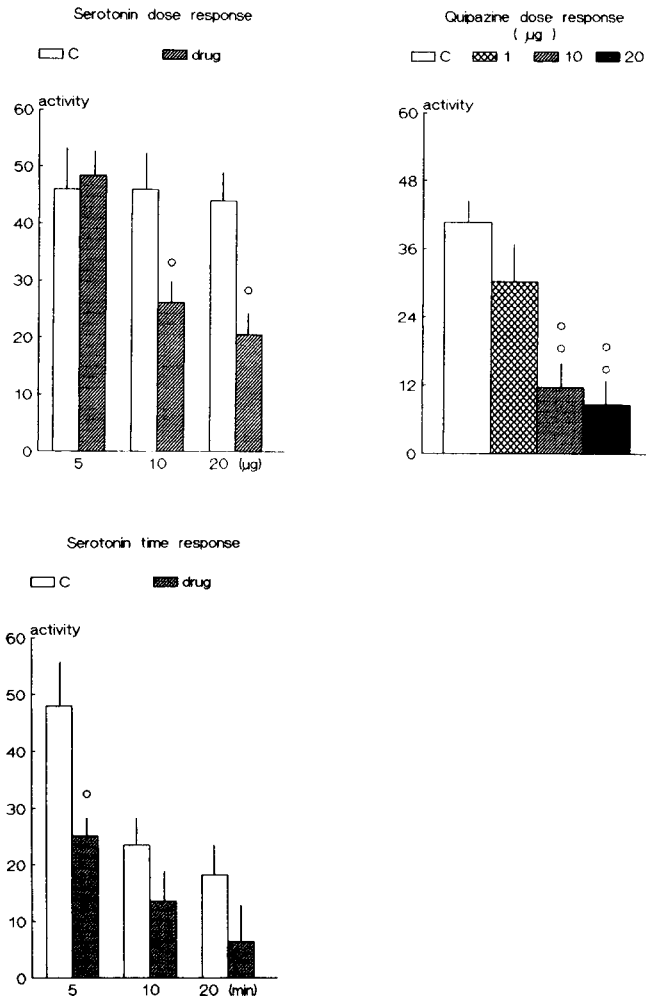 Serotonin dose response
C drug
activity
60
50
40
30
20
10
0
5 10 20 (µg)
Quipazine dose response
( µg )
C 1 10 20
activity
60
48
36
24
12
0
Serotonin time response
C drug
activity
60
50
40
30
20
10
0
5 10 20 (min)